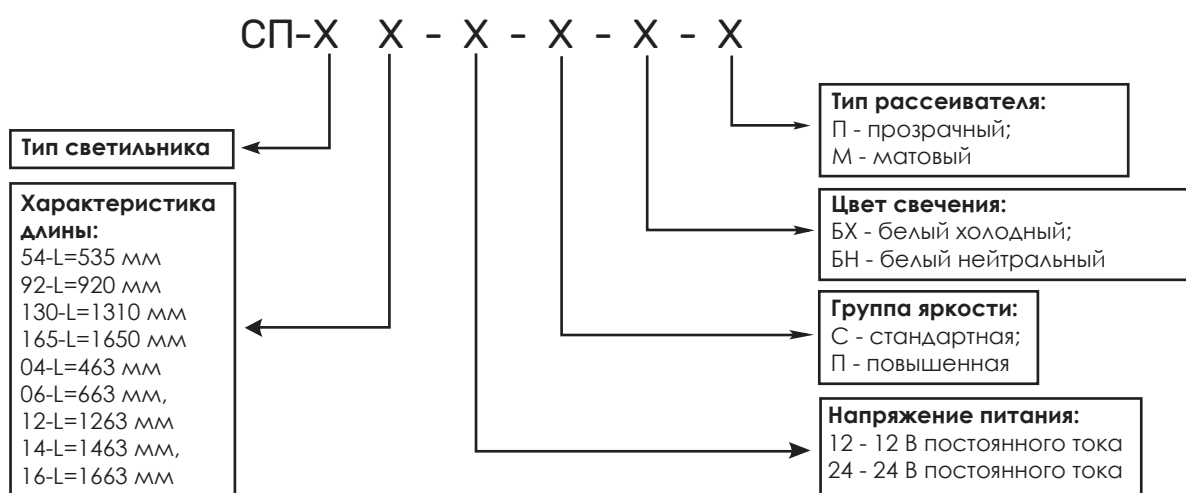 СП-Х Х - Х - Х - Х - Х
Тип светильника
Характеристика
длины:
54-L=535 мм
92-L=920 мм
130-L=1310 мм
165-L=1650 мм
04-L=463 мм
06-L=663 мм,
12-L=1263 мм
14-L=1463 мм,
16-L=1663 мм
Тип рассеивателя:
П - прозрачный;
М - матовый
Цвет свечения:
БХ - белый холодный;
БН - белый нейтральный
Группа яркости:
С - стандартная;
П - повышенная
Напряжение питания:
12 - 12 В постоянного тока
24 - 24 В постоянного тока